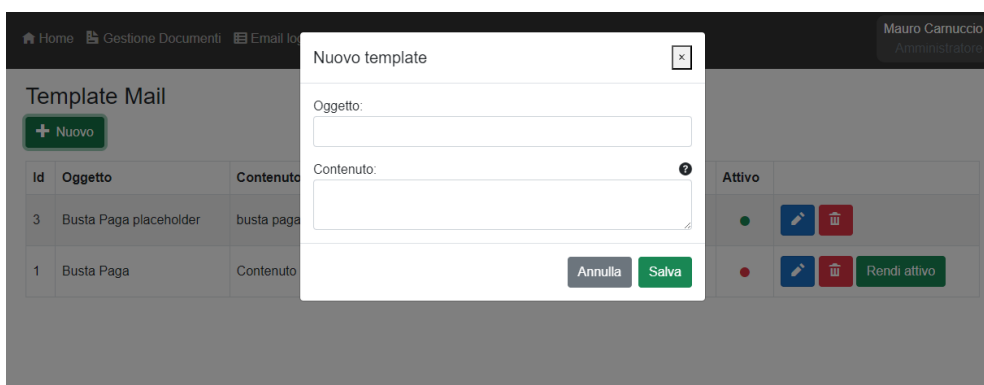 Home Gestione Documenti Email log
Mauro Carnuccio
Amministratore
Nuovo template
×
Template Mail
Nuovo
Oggetto:
Contenuto:
?
Id Oggetto Contenuto Attivo
3 Busta Paga placeholder busta paga
1 Busta Paga Contenuto Rendi attivo
Annulla Salva